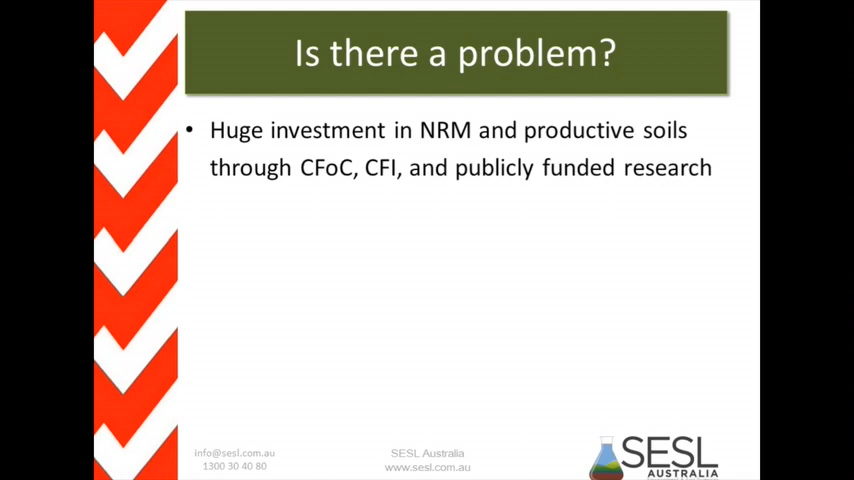 Is there a problem?
• Huge investment in NRM and productive soils
through CFoC, CFI, and publicly funded research
info@sesl.com.au
1300 30 40 80
SESL Australia
www.sesl.com.au
SESL
AUSTRALIA